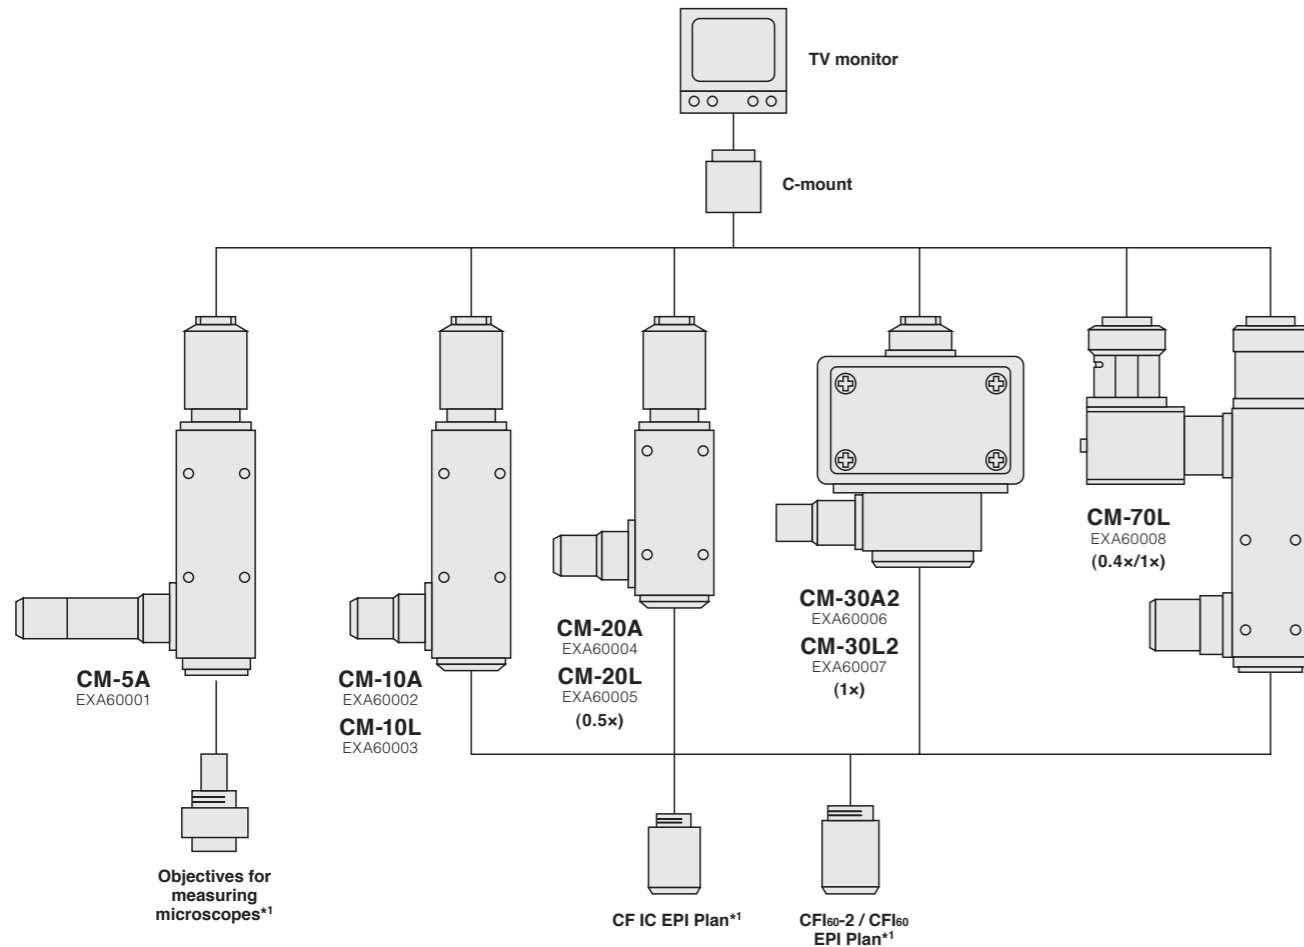 TV monitor
C-mount
CM-5A
EXA60001
CM-10A
EXA60002
CM-10L
EXA60003
CM-20A
EXA60004
CM-20L
EXA60005
(0.5×)
CM-30A2
EXA60006
CM-30L2
EXA60007
(1×)
CM-70L
EXA60008
(0.4×/1×)
Objectives for
measuring
microscopes*1
CF IC EPI Plan*1
CFI60-2 / CFI60
EPI Plan*1